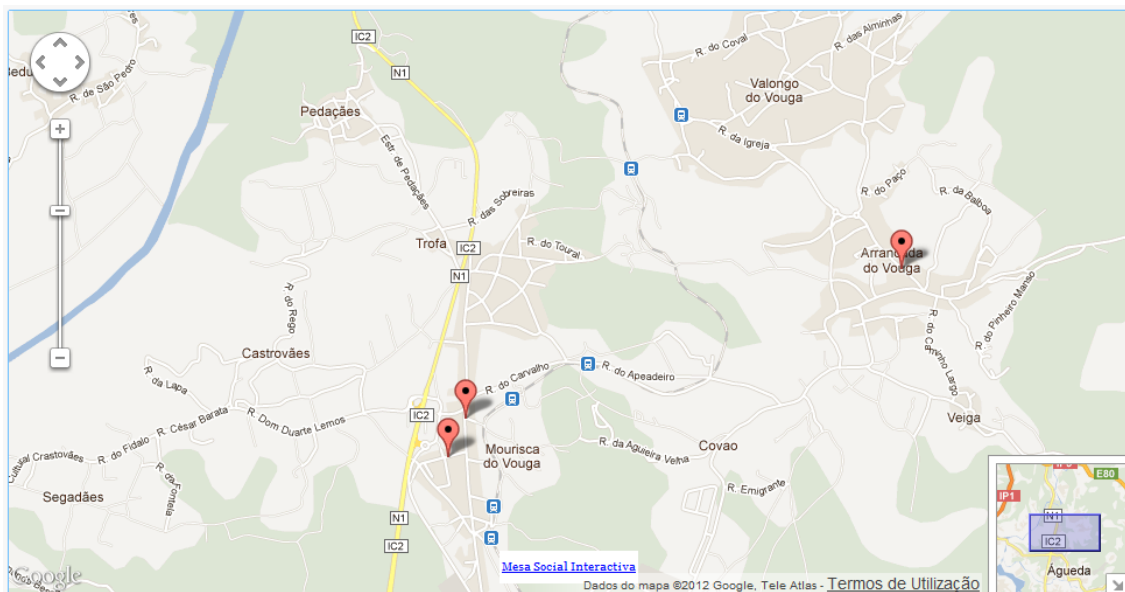 IC2
N1
R. do Coval
R. das Alminhas
Valongo
do Vouga
R. de São Pedro
Pedações
R. da Igreja
Estr. de Pedações
R. do Paço
R. da Balboa
R. das Sobreiras
Trofa
IC2
R. do Toural
N1
do Vouga
R. do Rego
R. do Pinheiro Manso
R. do Caminho Largo
Castrovães
R. da Lapa
R. do Carvalho
R. do Apeadeiro
R. César Barata
R. Dom Duarte Lemos
IC2
Veiga
R. do Fidalo
Cultural Crastovães
Mourisca
do Vouga
R. da Aguieira Velha
Covao
R. da Fontela
Segadães
R. Emigrante
N1
IC2
IP5
E80
IP1
N1
IC2
Águeda
Mesa Social Interactiva
Google
Dados do mapa ©2012 Google, Tele Atlas - Termos de Utilização